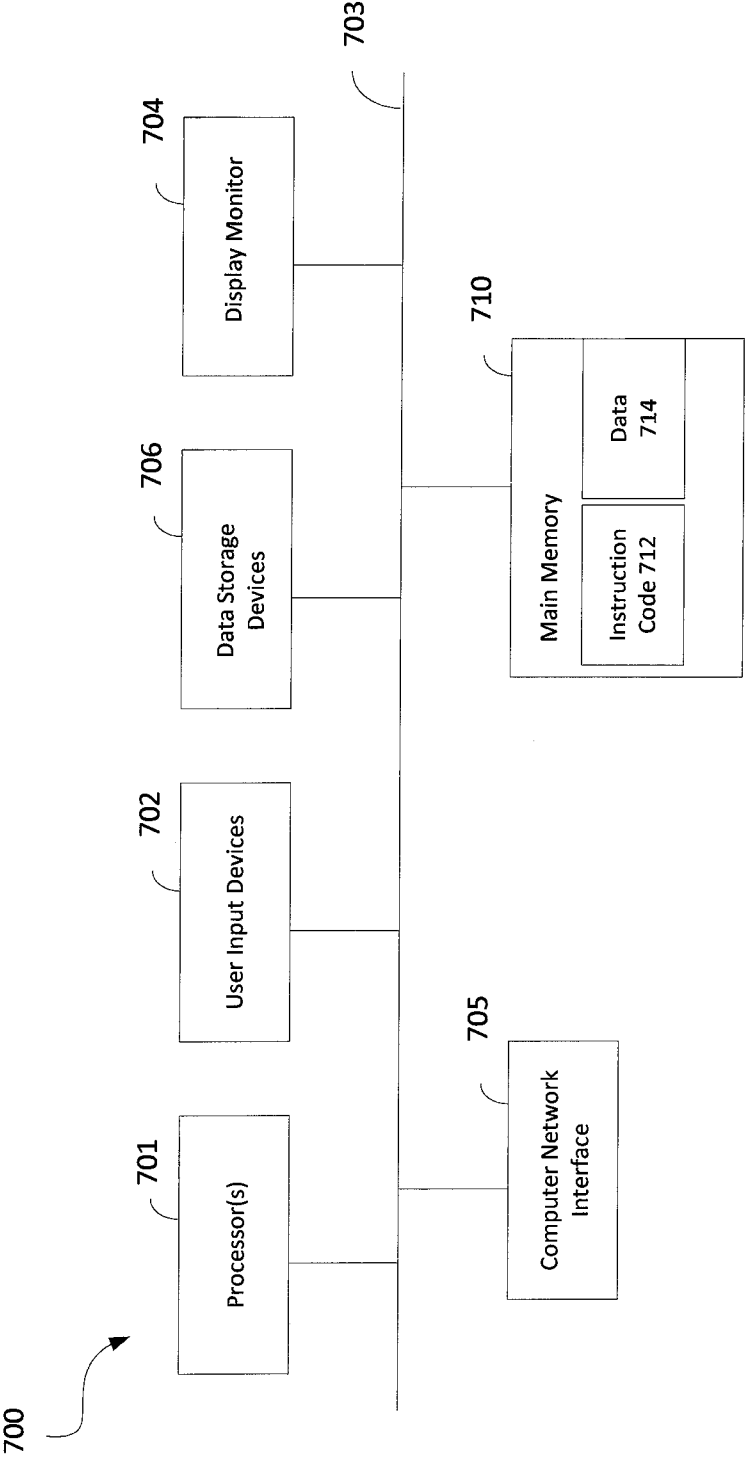 700
701
Processor(s)
702
User Input Devices
706
Data Storage
Devices
704
Display Monitor
703
705
Computer Network
Interface
710
Main Memory
Instruction
Code 712
Data
714